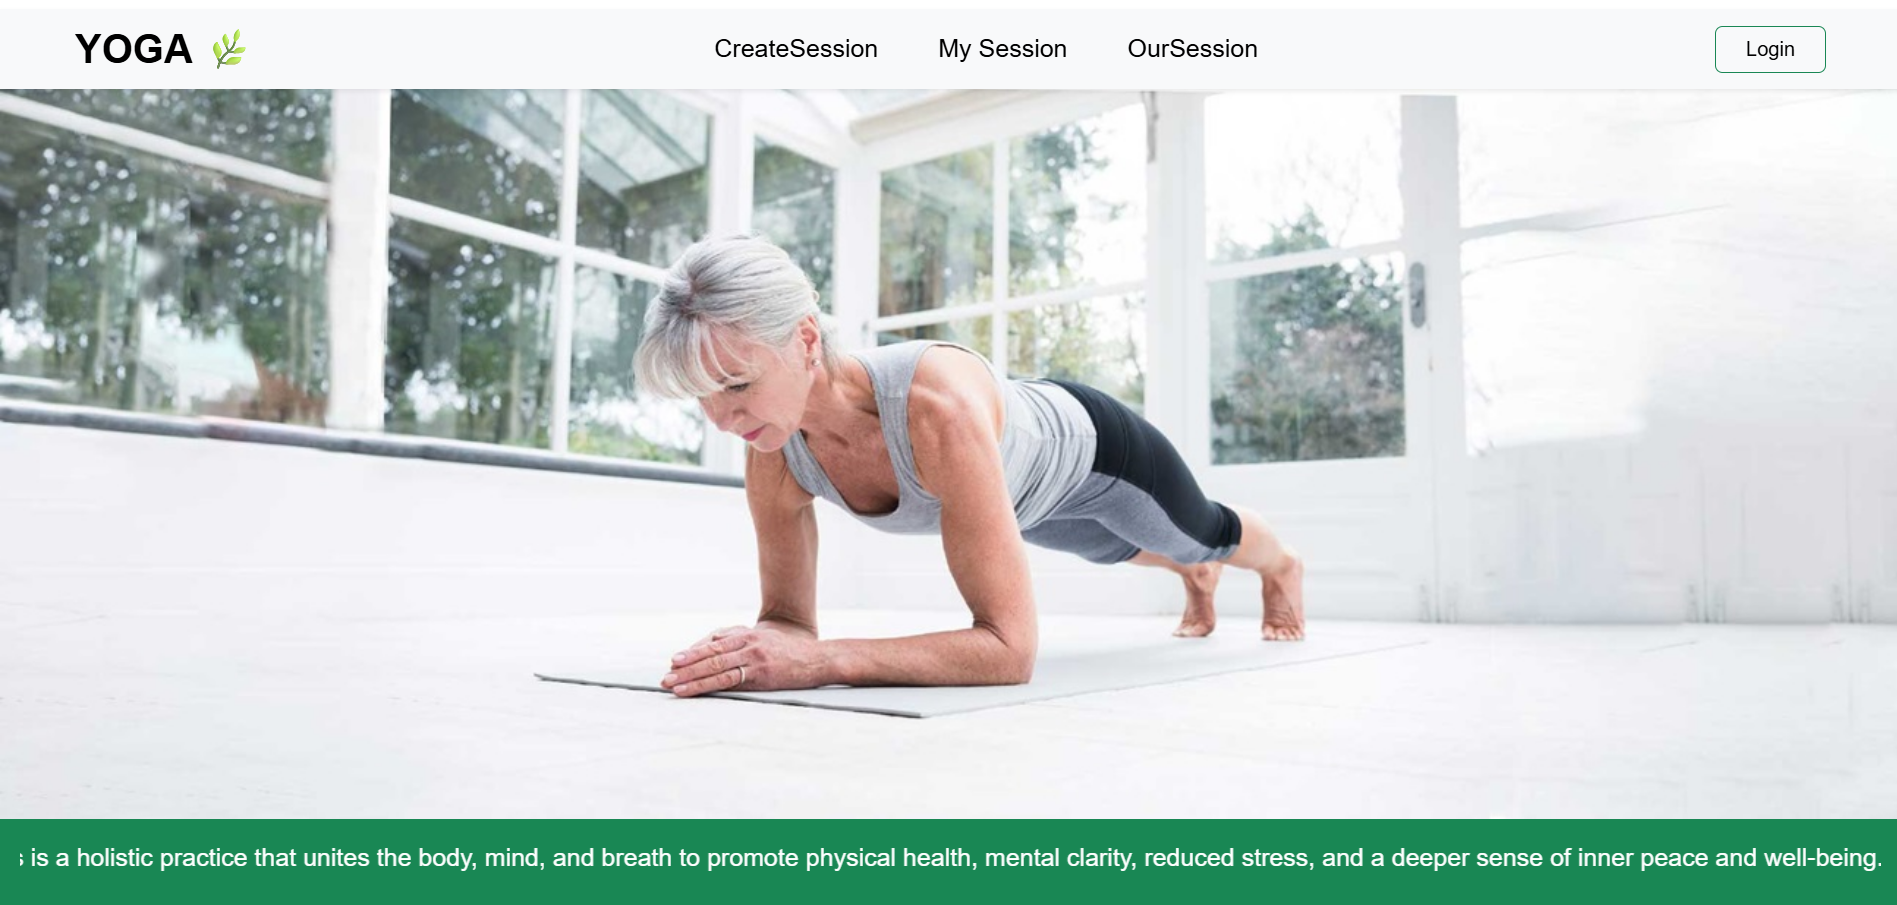 YOGA
CreateSession
My Session
OurSession
Login
is a holistic practice that unites the body, mind, and breath to promote physical health, mental clarity, reduced stress, and a deeper sense of inner peace and well-being.